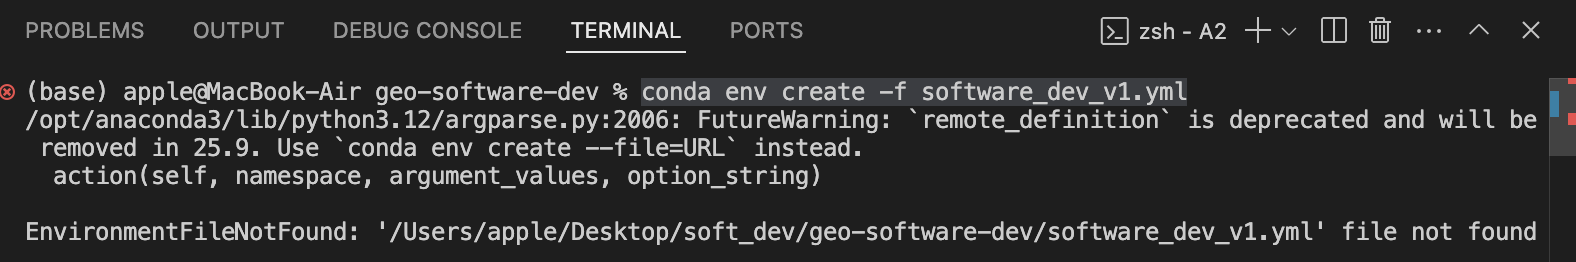 PROBLEMS OUTPUT DEBUG CONSOLE TERMINAL PORTS zsh - A2
(base) apple@MacBook-Air geo-software-dev % conda env create -f software_dev_v1.yml
/opt/anaconda3/lib/python3.12/argparse.py:2006: FutureWarning: `remote_definition` is deprecated and will be
removed in 25.9. Use `conda env create --file=URL` instead.
action(self, namespace, argument_values, option_string)
EnvironmentFileNotFound: '/Users/apple/Desktop/soft_dev/geo-software-dev/software_dev_v1.yml' file not found